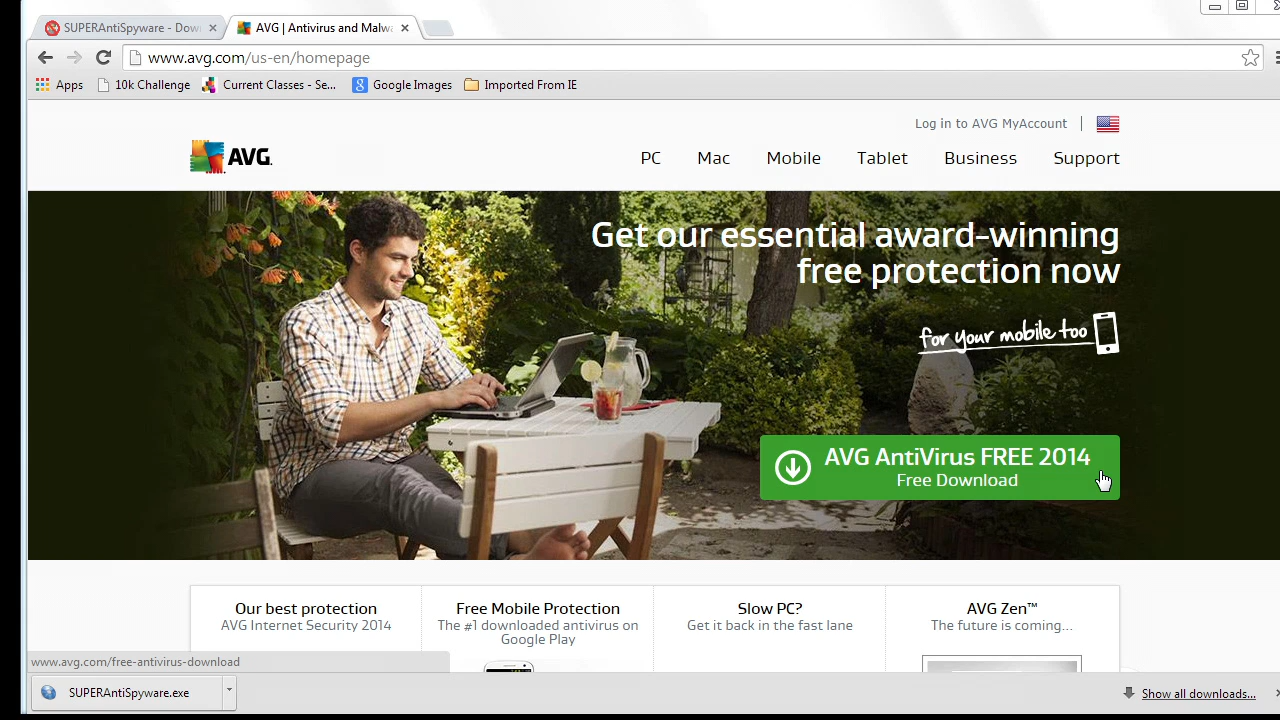 SUPERAntiSpyware - Down
AVG | Antivirus and Malwa
www.avg.com/us-en/homepage
Apps
10k Challenge
Current Classes - Se...
Google Images
Imported From IE
Log in to AVG MyAccount
AVG.
PC
Mac
Mobile
Tablet
Business
Support
Get our essential award-winning
free protection now
for your mobile too
AVG AntiVirus FREE 2014
Free Download
Our best protection
AVG Internet Security 2014
Free Mobile Protection
The #1 downloaded antivirus on
Google Play
Slow PC?
Get it back in the fast lane
AVG Zen™
The future is coming...
www.avg.com/free-antivirus-download
SUPERAntiSpyware.exe
Show all downloads...